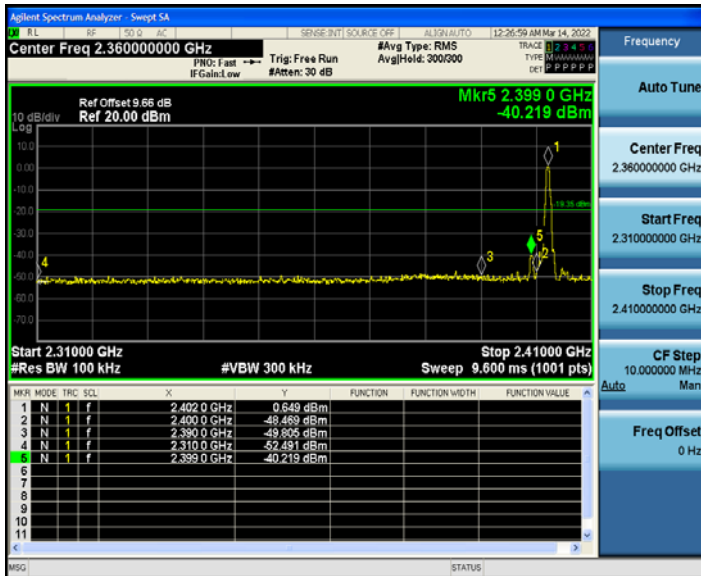 Agilent Spectrum Analyzer - Swept SA
RL RF 50 Ω AC SENSE:INT SOURCE OFF ALIGN AUTO 12:26:59 AM Mar 14, 2022
Center Freq 2.360000000 GHz
PNO: Fast
IFGain:Low
Trig: Free Run
#Atten: 30 dB
#Avg Type: RMS
Avg|Hold: 300/300
TRACE 1 2 3 4 5 6
TYPE M
DET P P P P P P
Mkr5 2.399 0 GHz
-40.219 dBm
Ref Offset 9.66 dB
10 dB/div Ref 20.00 dBm
Log
10.0
0.00
-10.0
-20.0
-30.0
-40.0
-50.0
-60.0
-70.0
-19.35 dBm
1
5
2
3
4
Start 2.31000 GHz Stop 2.41000 GHz
#Res BW 100 kHz #VBW 300 kHz Sweep 9.600 ms (1001 pts)
MKR MODE TRC SCL X Y FUNCTION FUNCTION WIDTH FUNCTION VALUE
1 N 1 f 2.402 0 GHz 0.649 dBm
2 N 1 f 2.400 0 GHz -48.469 dBm
3 N 1 f 2.390 0 GHz -49.805 dBm
4 N 1 f 2.310 0 GHz -52.491 dBm
5 N 1 f 2.399 0 GHz -40.219 dBm
6
7
8
9
10
11
MSG STATUS
Frequency
Auto Tune
Center Freq
2.360000000 GHz
Start Freq
2.310000000 GHz
Stop Freq
2.410000000 GHz
CF Step
10.000000 MHz
Auto Man
Freq Offset
0 Hz